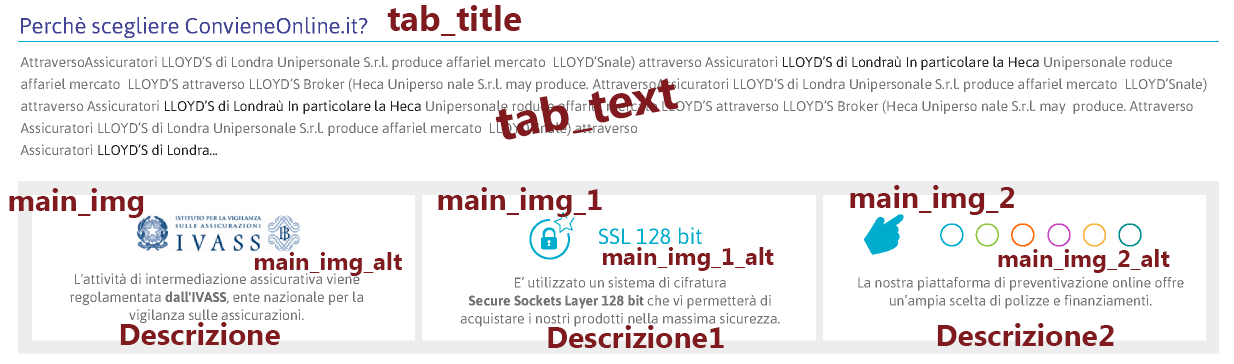 Perchè scegliere ConvieneOnline.it? tab_title
AttraversoAssicuratori LLOYD'S di Londra Unipersonale S.r.l. produce affariel mercato LLOYD'Snale) attraverso Assicuratori LLOYD'S di Londraù In particolare la Heca Unipersonale roduce
affariel mercato LLOYD'S attraverso LLOYD'S Broker (Heca Uniperso nale S.r.l. may produce. AttraversoAssicuratori LLOYD'S di Londra Unipersonale S.r.l. produce affariel mercato LLOYD'Snale)
attraverso Assicuratori LLOYD'S di Londraù In particolare la Heca Unipersonale roduce affariel mercato LLOYD'S attraverso LLOYD'S Broker (Heca Uniperso nale S.r.l. may produce. Attraverso
Assicuratori LLOYD'S di Londra Unipersonale S.r.l. produce affariel mercato LLOYD'Snale) attraverso
Assicuratori LLOYD'S di Londra...
tab_text
main_img
ISTITUTO PER LA VIGILANZA
SULLE ASSICURAZIONI
IVASS
main_img_alt
L'attività di intermediazione assicurativa viene
regolamentata dall'IVASS, ente nazionale per la
vigilanza sulle assicurazioni.
Descrizione
main_img_1
SSL 128 bit
main_img_1_alt
E' utilizzato un sistema di cifratura
Secure Sockets Layer 128 bit che vi permetterà di
acquistare i nostri prodotti nella massima sicurezza.
Descrizione1
main_img_2
main_img_2_alt
La nostra piattaforma di preventivazione online offre
un'ampia scelta di polizze e finanziamenti.
Descrizione2